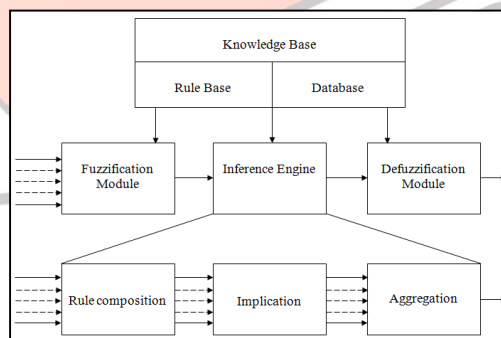 Knowledge Base
Rule Base
Database
Fuzzification
Module
Inference Engine
Defuzzification
Module
Rule composition
Implication
Aggregation